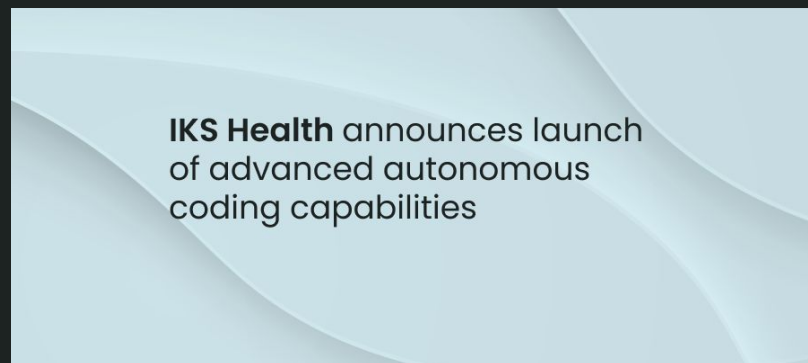 IKS Health announces launch
of advanced autonomous
coding capabilities